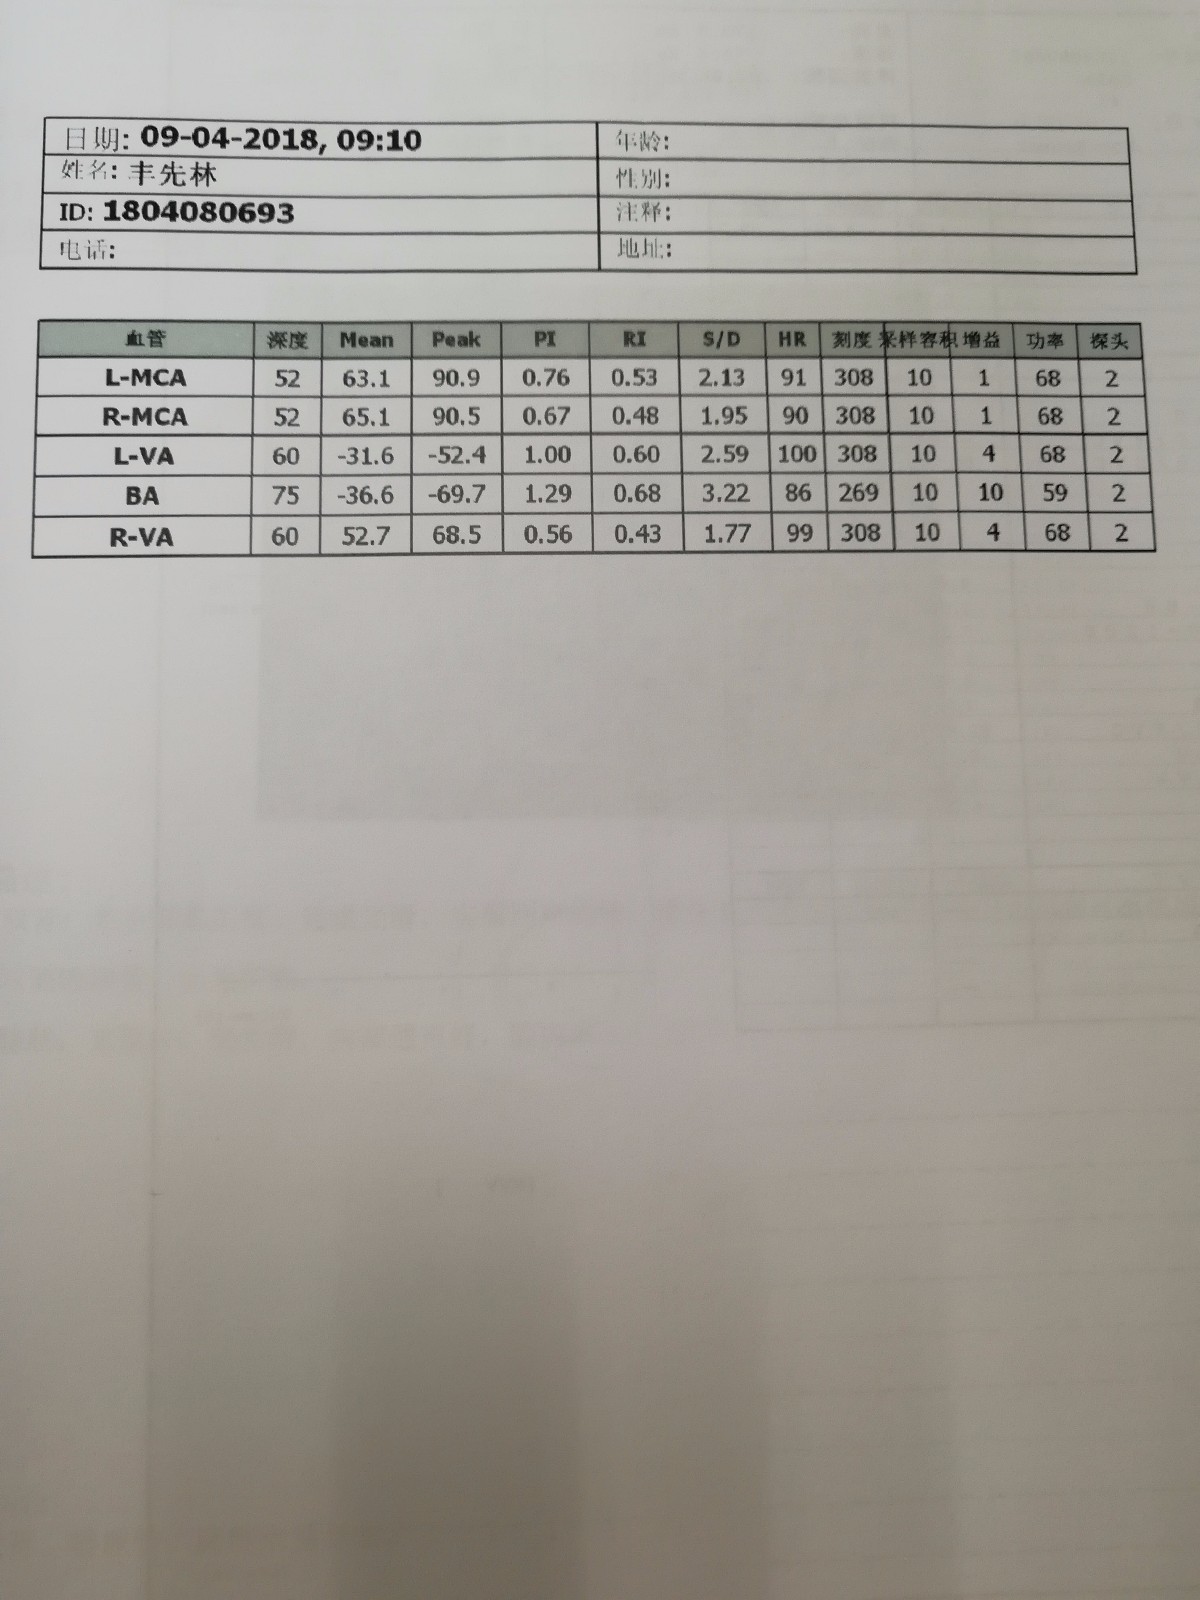 日期: 09-04-2018, 09:10 年龄:
姓名: 丰先林 性别:
ID: 1804080693 注释:
电话: 地址:
血管 深度 Mean Peak PI RI S/D HR 刻度 采样容积 增益 功率 探头
L-MCA 52 63.1 90.9 0.76 0.53 2.13 91 308 10 1 68 2
R-MCA 52 65.1 90.5 0.67 0.48 1.95 90 308 10 1 68 2
L-VA 60 -31.6 -52.4 1.00 0.60 2.59 100 308 10 4 68 2
BA 75 -36.6 -69.7 1.29 0.68 3.22 86 269 10 10 59 2
R-VA 60 52.7 68.5 0.56 0.43 1.77 99 308 10 4 68 2